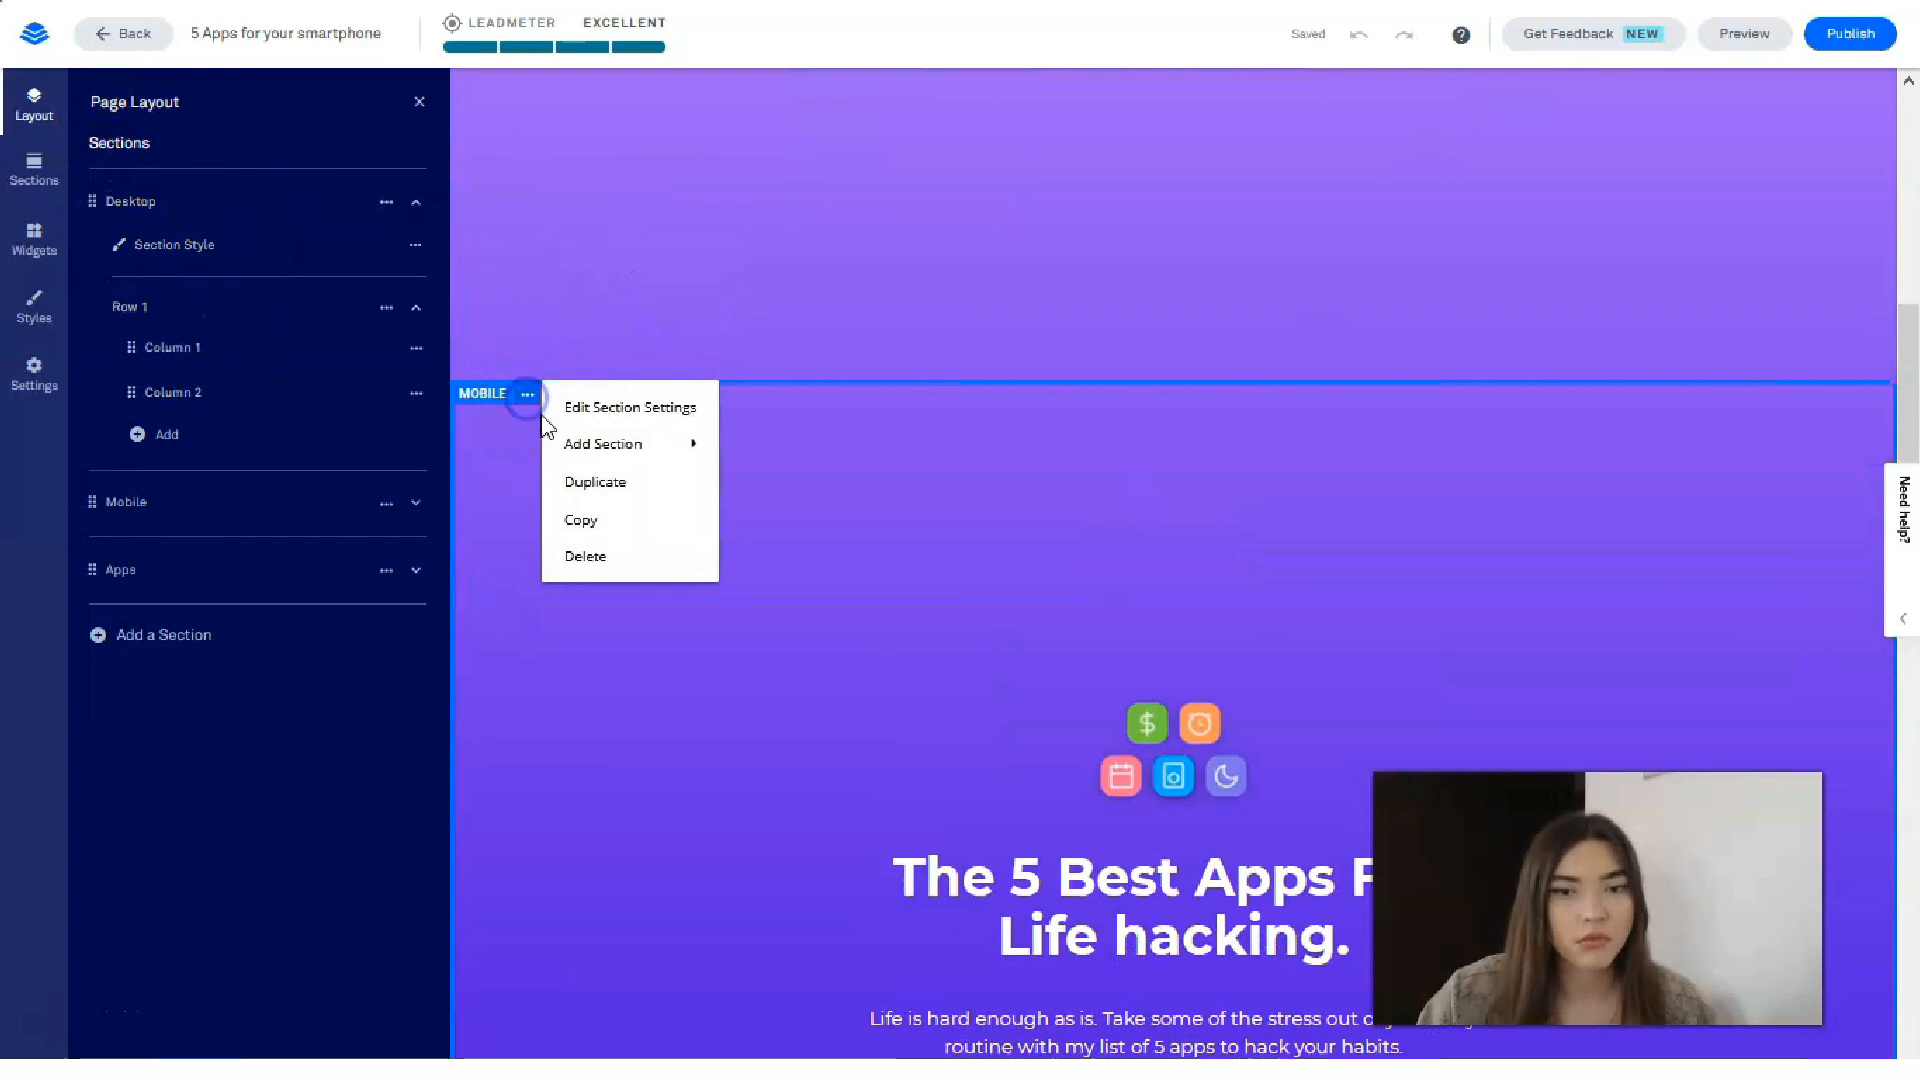 Back
5 Apps for your smartphone
LEADMETER EXCELLENT
Saved
?
Get Feedback NEW
Preview
Publish
Layout
Sections
Widgets
Styles
Settings
Page Layout
Sections
Desktop
Section Style
Row 1
Column 1
Column 2
Add
Mobile
Apps
Add a Section
MOBILE
Edit Section Settings
Add Section
Duplicate
Copy
Delete
Need help?
$
The 5 Best Apps
Life hacking.
Life is hard enough as is. Take some of the stress out
routine with my list of 5 apps to hack your habits.